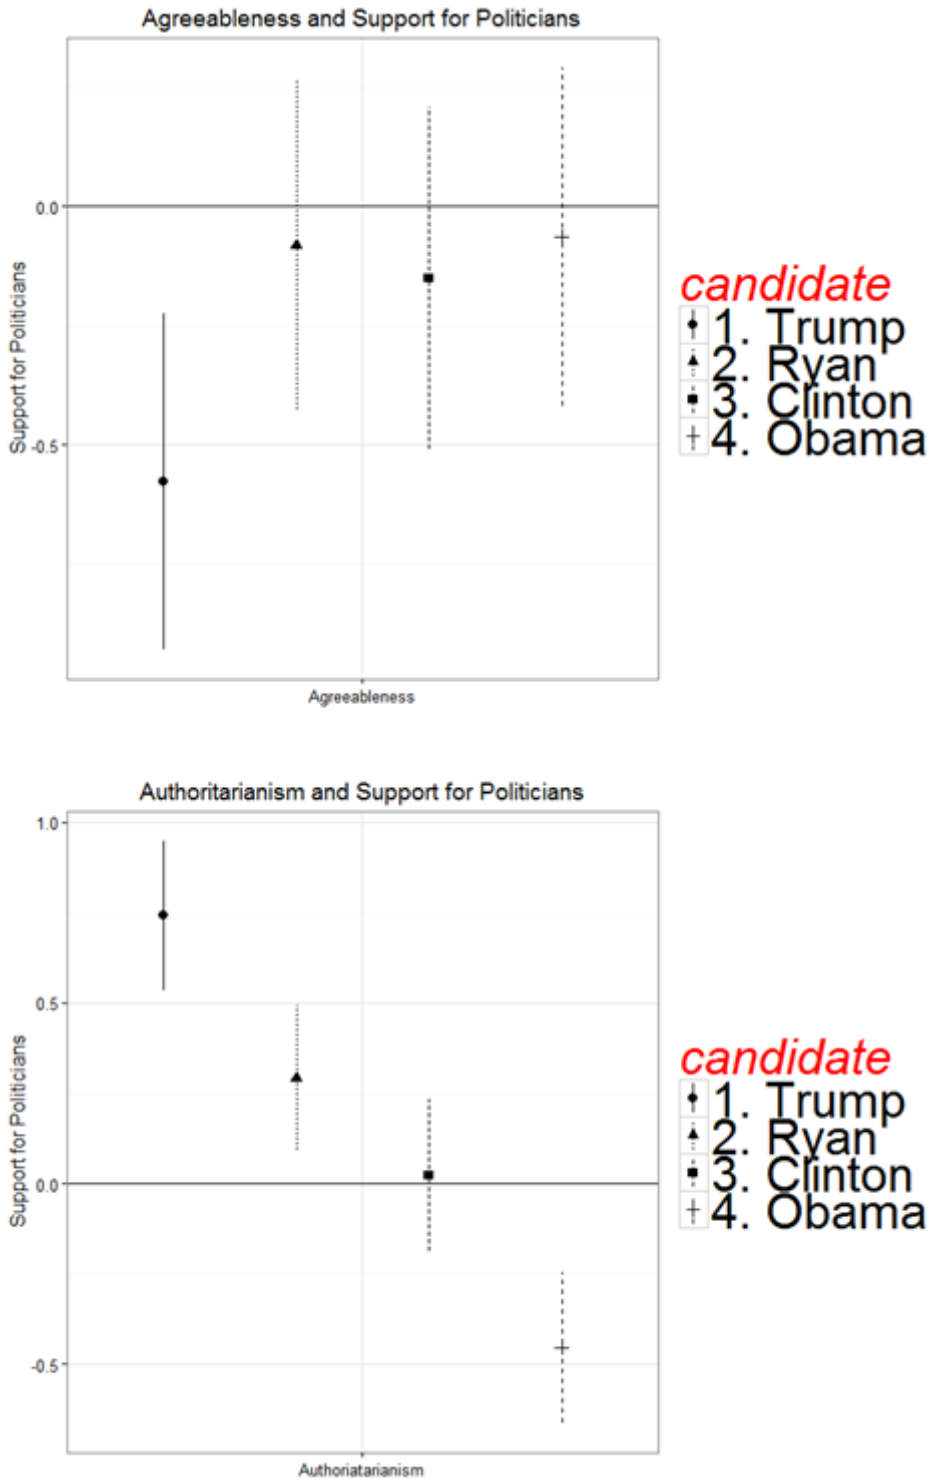 Agreeableness and Support for Politicians
0.0
-0.5
Support for Politicians
Agreeableness
candidate
1. Trump
2. Ryan
3. Clinton
4. Obama
Authoritarianism and Support for Politicians
1.0
0.5
0.0
-0.5
Support for Politicians
Authoriatarianism
candidate
1. Trump
2. Ryan
3. Clinton
4. Obama